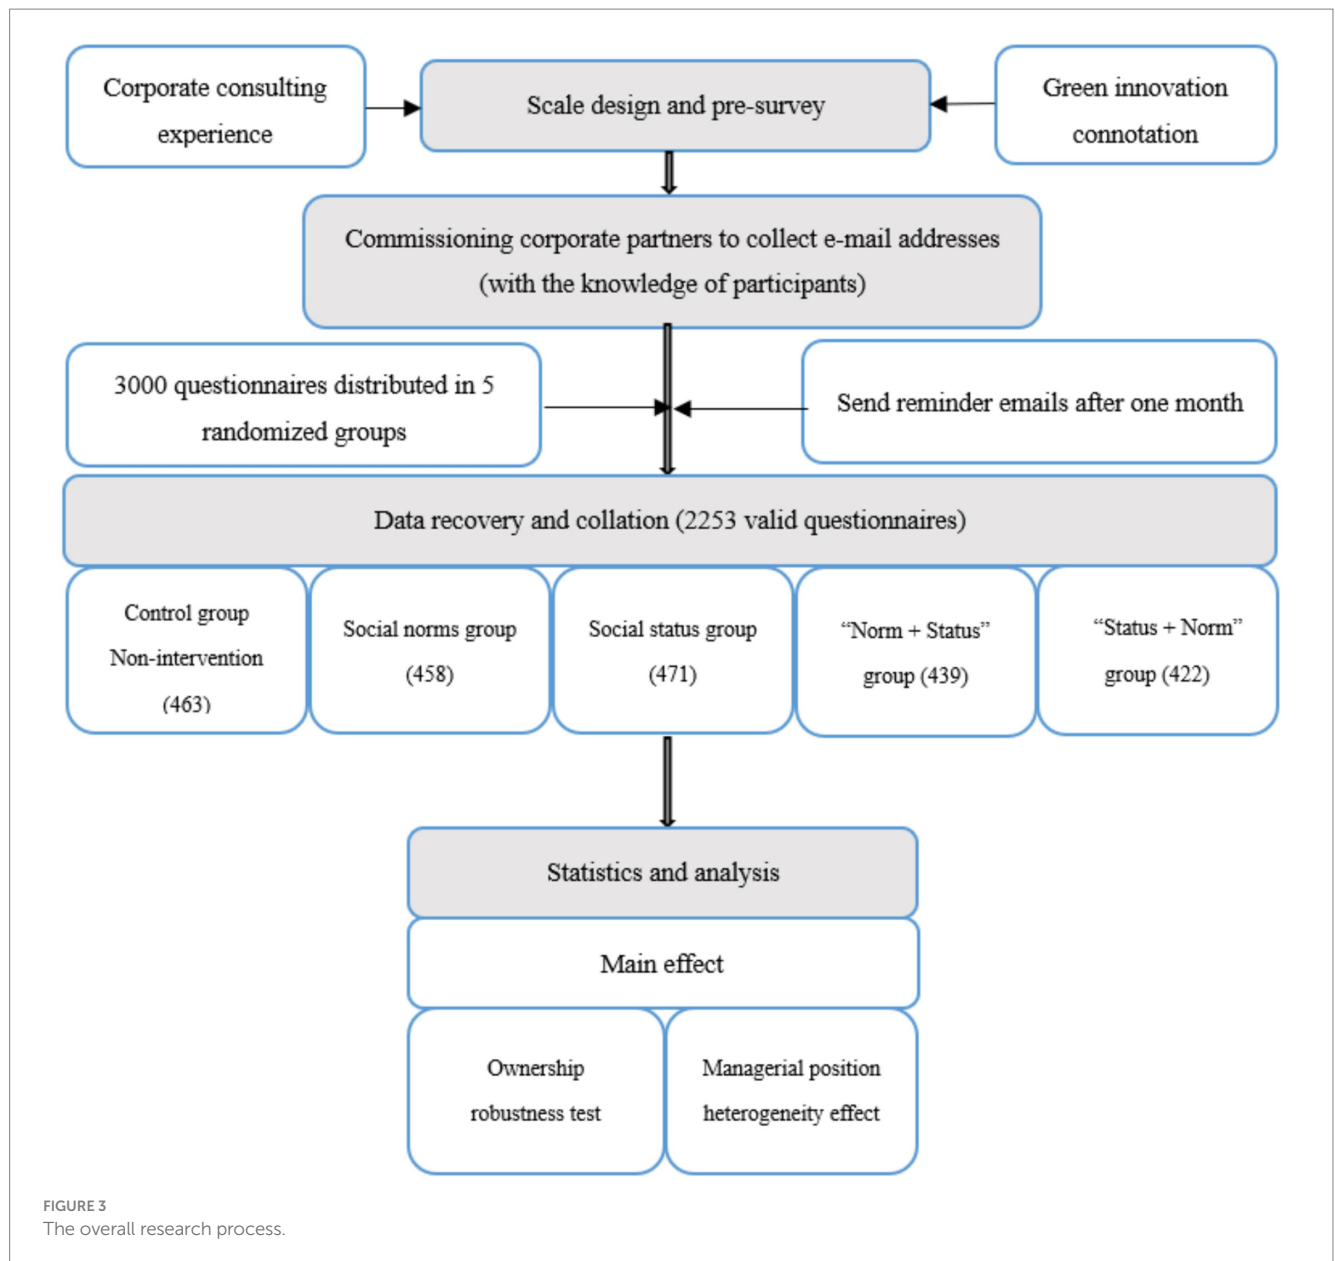 Corporate consulting
experience
Scale design and pre-survey
Green innovation
connotation
Commissioning corporate partners to collect e-mail addresses
(with the knowledge of participants)
3000 questionnaires distributed in 5
randomized groups
Send reminder emails after one month
Data recovery and collation (2253 valid questionnaires)
Control group
Non-intervention
(463)
Social norms group
(458)
Social status group
(471)
“Norm + Status”
group (439)
“Status + Norm”
group (422)
Statistics and analysis
Main effect
Ownership
robustness test
Managerial position
heterogeneity effect
FIGURE 3
The overall research process.